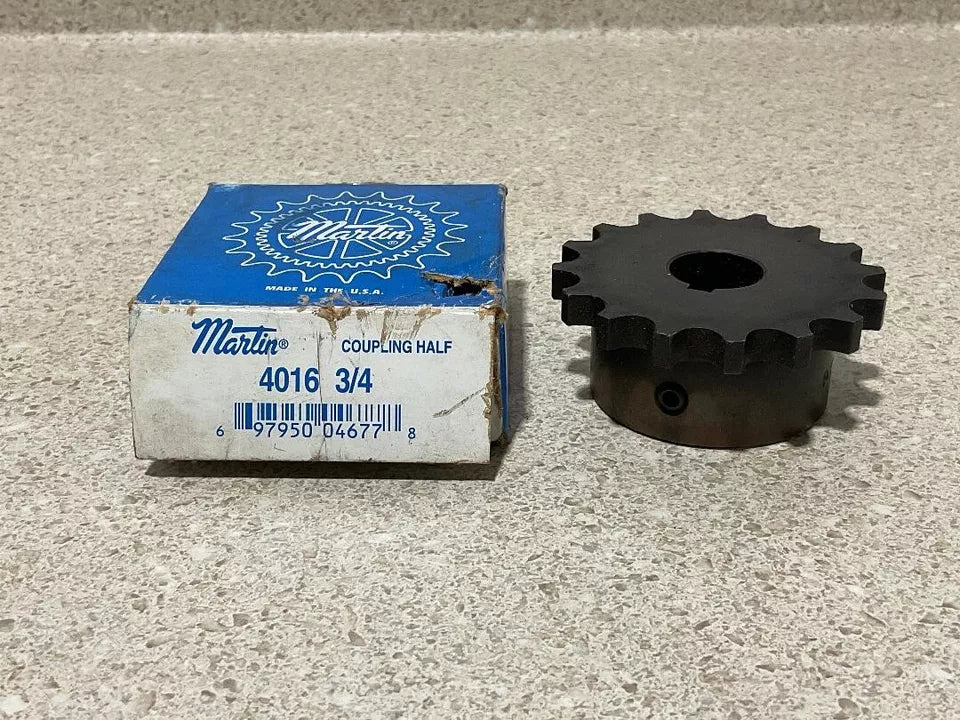 Martin®
MADE IN THE U.S.A.
Martin® COUPLING HALF
4016 3/4
6 97950 04677 8